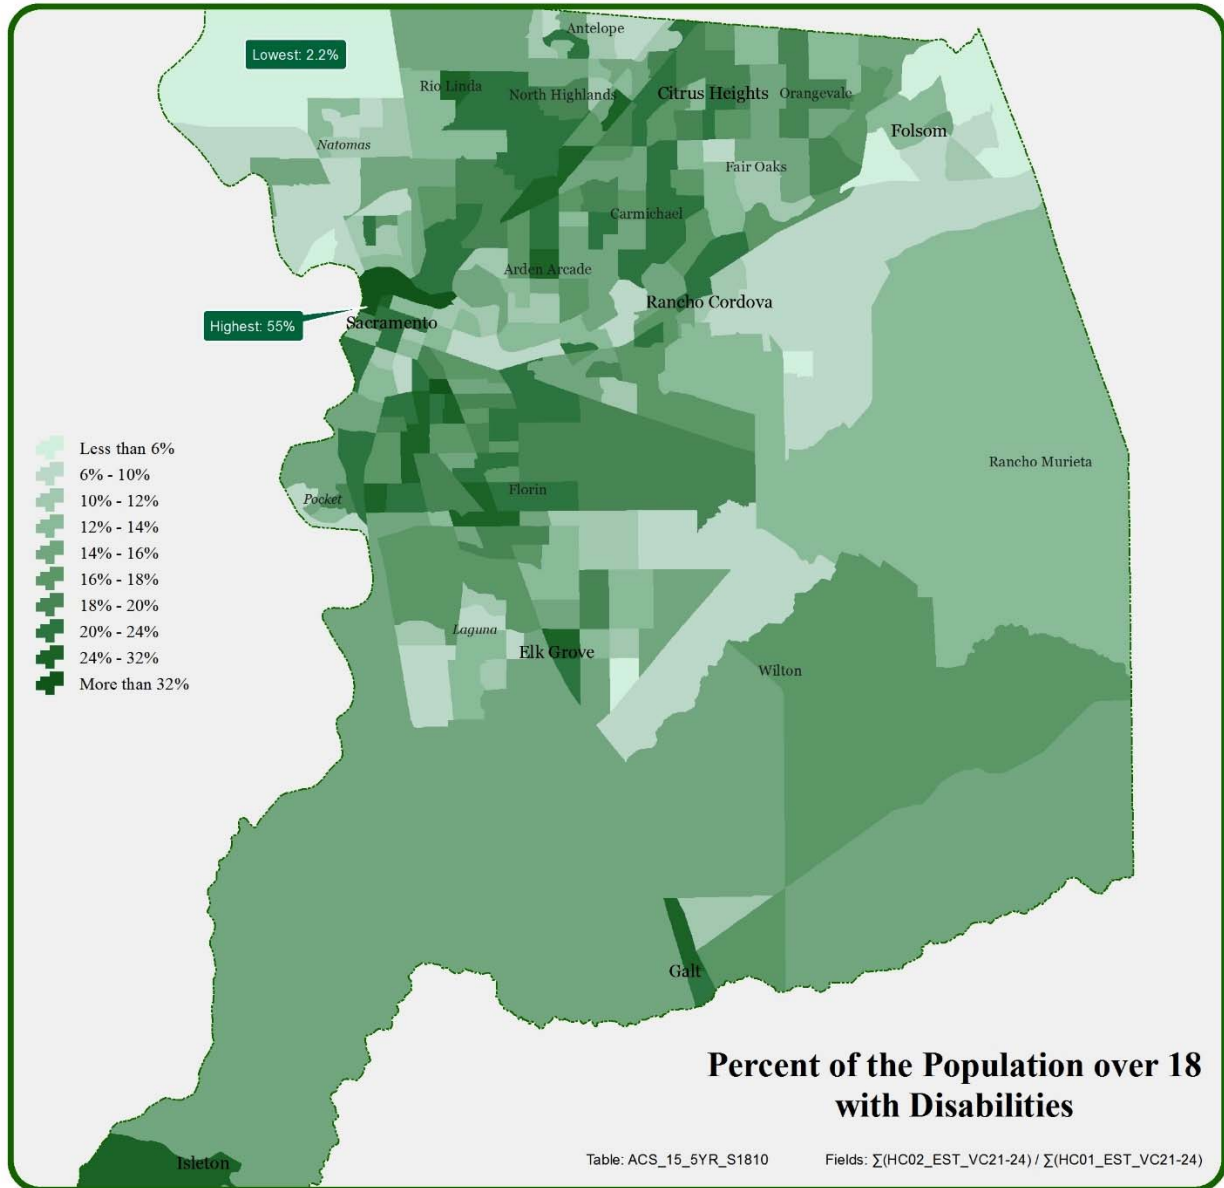 Antelope
Lowest: 2.2%
Rio Linda
North Highlands
Citrus Heights
Orangevale
Folsom
Natomas
Fair Oaks
Carmichael
Arden Arcade
Rancho Cordova
Highest: 55%
Sacramento
Less than 6%
6% - 10%
10% - 12%
12% - 14%
14% - 16%
16% - 18%
18% - 20%
20% - 24%
24% - 32%
More than 32%
Rancho Murieta
Pocket
Florin
Laguna
Elk Grove
Wilton
Galt
Percent of the Population over 18
with Disabilities
Isleton
Table: ACS_15_5YR_S1810
Fields: ∑(HC02_EST_VC21-24) / ∑(HC01_EST_VC21-24)